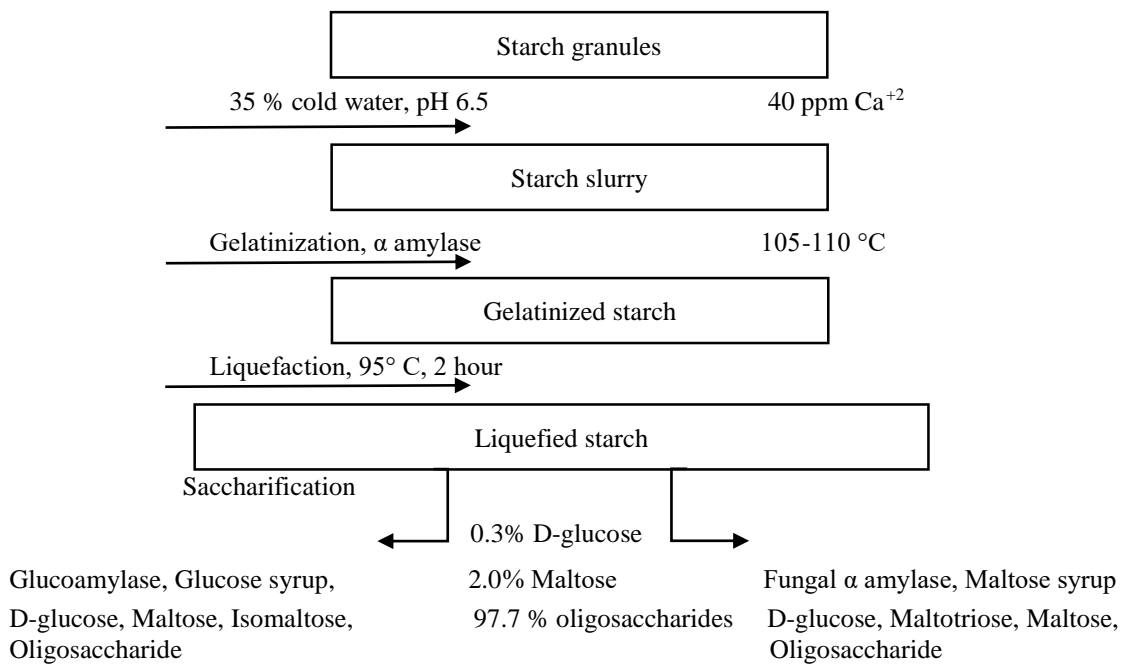 Starch granules
35 % cold water, pH 6.5
40 ppm Ca⁺²
Starch slurry
Gelatinization, α amylase
105-110 °C
Gelatinized starch
Liquefaction, 95° C, 2 hour
Liquefied starch
Saccharification
0.3% D-glucose
Glucoamylase, Glucose syrup,
2.0% Maltose
Fungal α amylase, Maltose syrup
D-glucose, Maltose, Isomaltose,
97.7 % oligosaccharides
D-glucose, Maltotriose, Maltose,
Oligosaccharide
Oligosaccharide